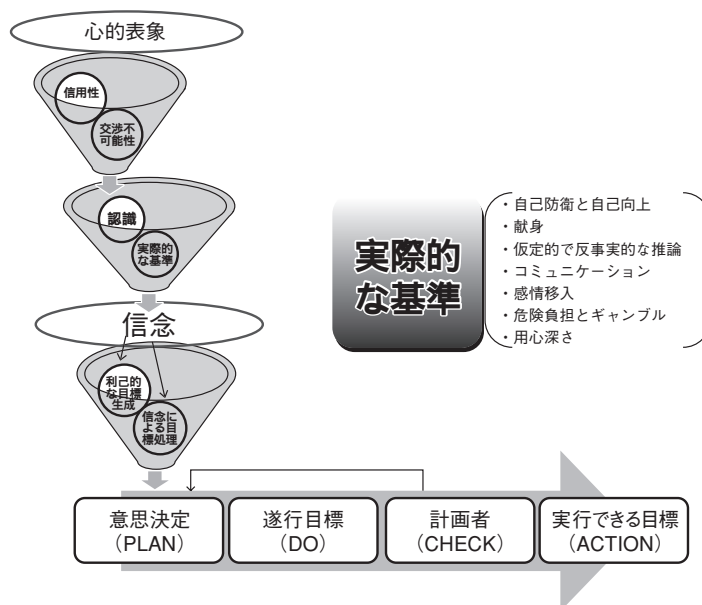 心的表象
信用性
交渉不
可能性
認識
実際的
な基準
信念
利己的
な目標
生成
信念に
よる目
標処理
実際的
な基準
・自己防衛と自己向上
・献身
・仮定的で反事実的な推論
・コミュニケーション
・感情移入
・危険負担とギャンブル
・用心深さ
意思決定
（PLAN）
遂行目標
（DO）
計画者
（CHECK）
実行できる目標
（ACTION）